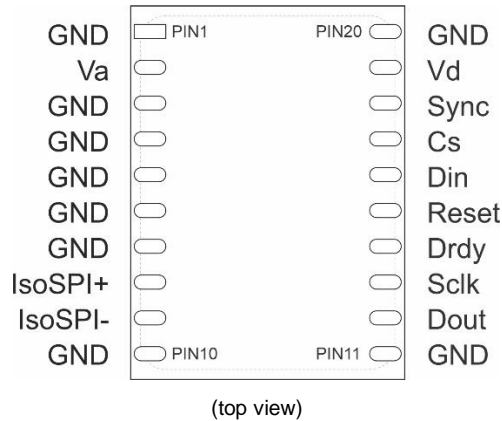 GND PIN1 PIN20 GND
Va Vd
GND Sync
GND Cs
GND Din
GND Reset
GND Drdy
IsoSPI+ Sclk
IsoSPI- Dout
GND PIN10 PIN11 GND
(top view)